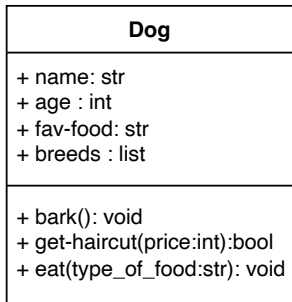 Dog
+ name: str
+ age : int
+ fav-food: str
+ breeds : list
+ bark(): void
+ get-haircut(price:int):bool
+ eat(type_of_food:str): void